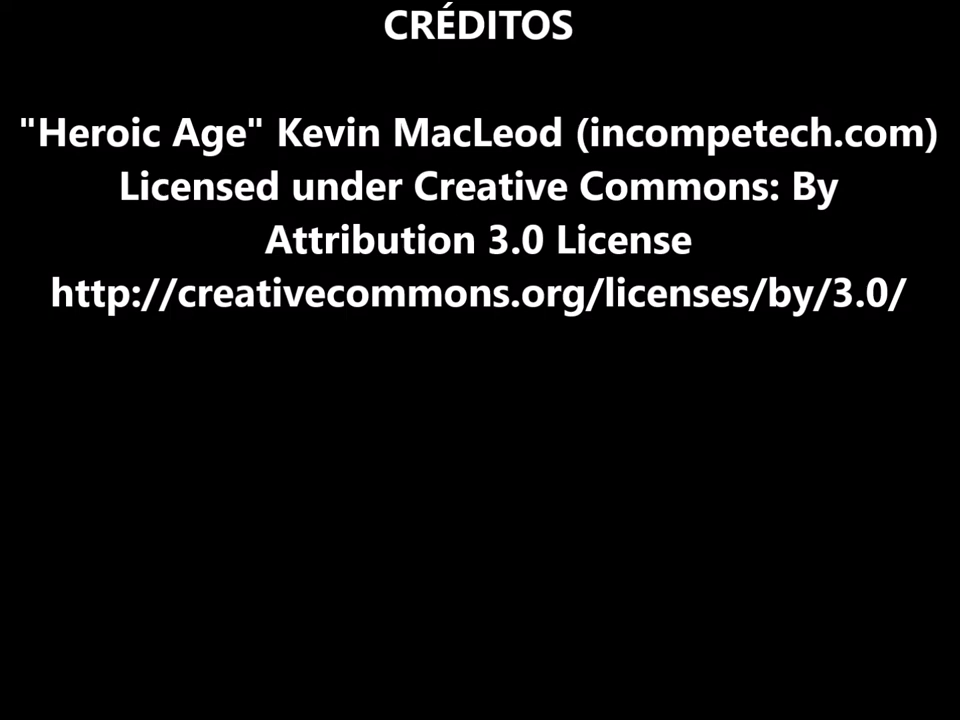 CRÉDITOS
"Heroic Age" Kevin MacLeod (incompetech.com)
Licensed under Creative Commons: By
Attribution 3.0 License
http://creativecommons.org/licenses/by/3.0/